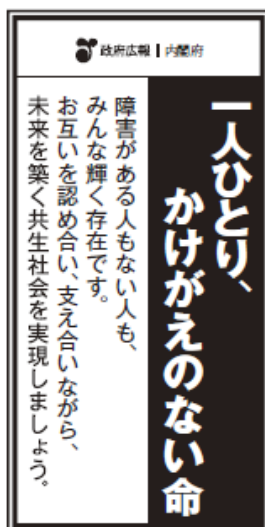 政府広報 | 内閣府
一人ひとり、
かけがえのない命
障害がある人もない人も、
みんな輝く存在です。
お互いを認め合い、支え合いながら、
未来を築く共生社会を実現しましょう。